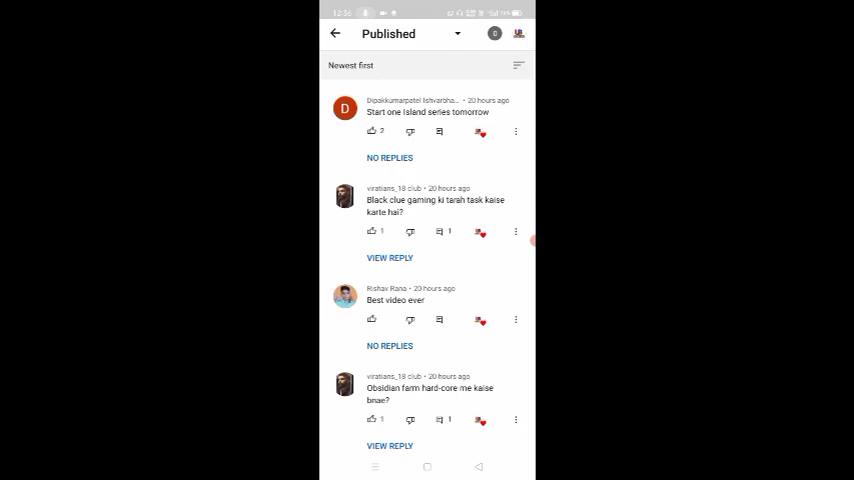 12:36
Published
0
Newest first
D
Dipakkumarpatel Ishvarbha... • 20 hours ago
Start one Island series tomorrow
2
NO REPLIES
viratians_18 club • 20 hours ago
Black clue gaming ki tarah task kaise
karte hai?
1 1
VIEW REPLY
Rishav Rana • 20 hours ago
Best video ever
NO REPLIES
viratians_18 club • 20 hours ago
Obsidian farm hard-core me kaise
bnae?
1 1
VIEW REPLY